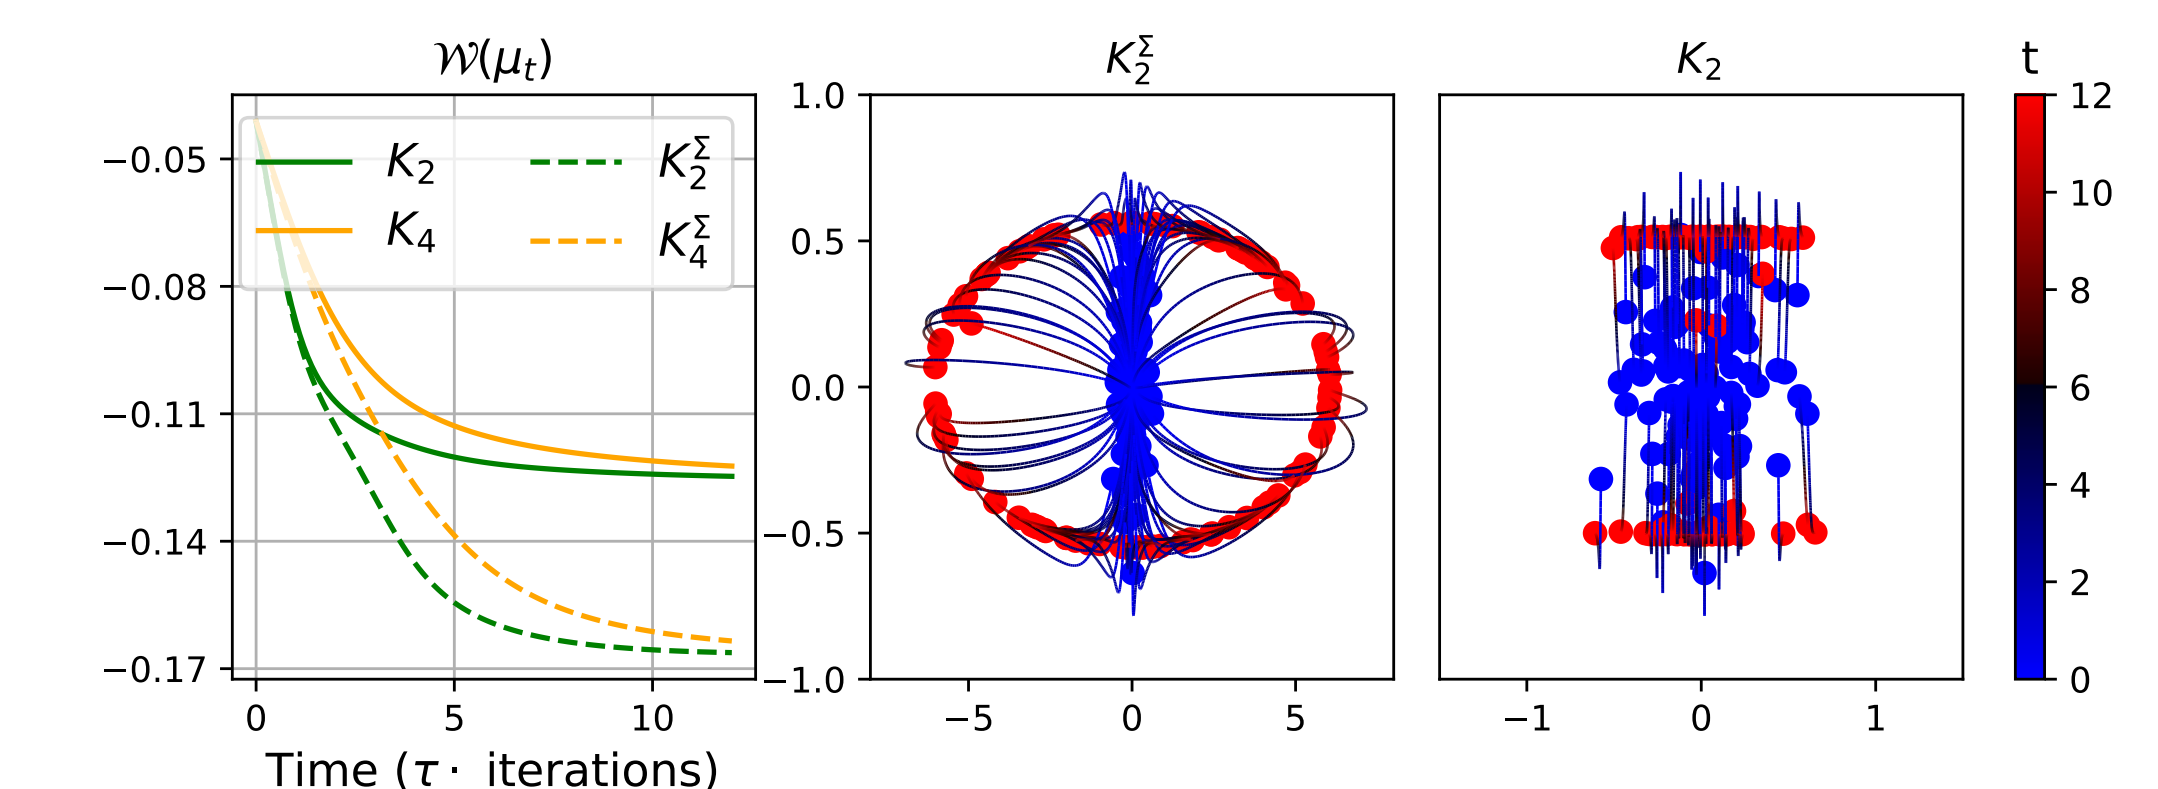 𝒲(μ_t)
K_2^Σ
K_2
t
−0.05
−0.08
−0.11
−0.14
−0.17
K_2
K_4
K_2^Σ
K_4^Σ
0 5 10
Time (τ · iterations)
1.0
0.5
0.0
−0.5
−1.0
−5 0 5
−1 0 1
12
10
8
6
4
2
0